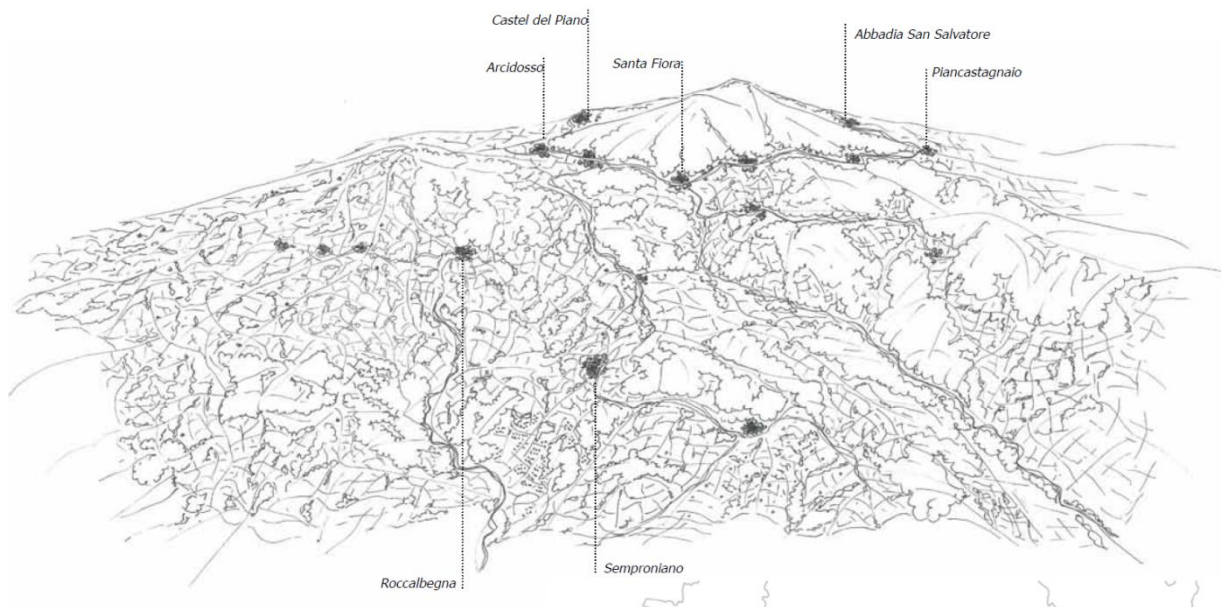 Castel del Piano
Abbadia San Salvatore
Arcidosso
Santa Fiora
Piancastagnaio
Roccalbegna
Semproniano